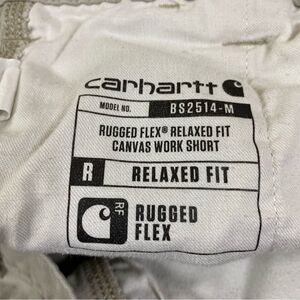 carhartt
MODEL NO. BS2514-M
RUGGED FLEX® RELAXED FIT
CANVAS WORK SHORT
R RELAXED FIT
RF RUGGED
FLEX